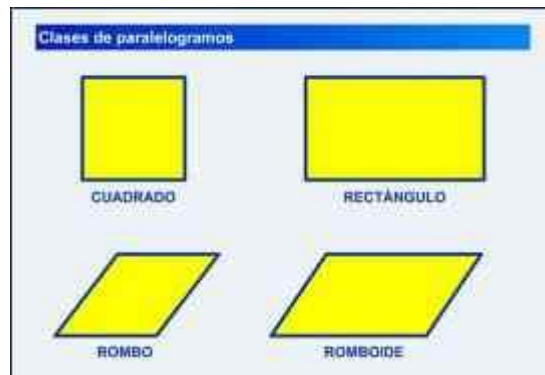 Clases de paralelogramos
CUADRADO
RECTÁNGULO
ROMBO
ROMBOIDE